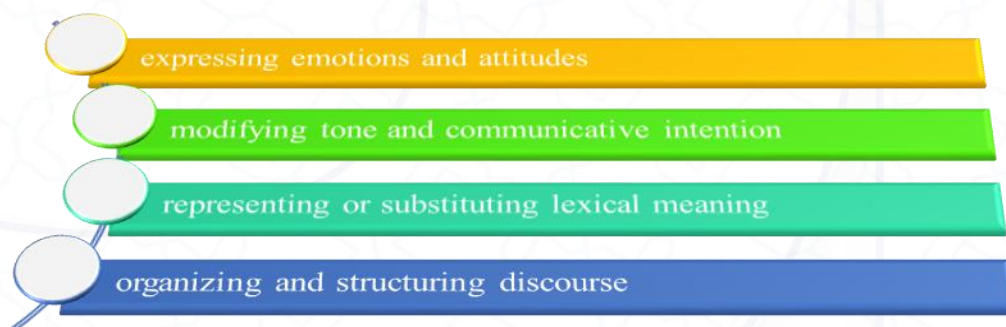 expressing emotions and attitudes
modifying tone and communicative intention
representing or substituting lexical meaning
organizing and structuring discourse